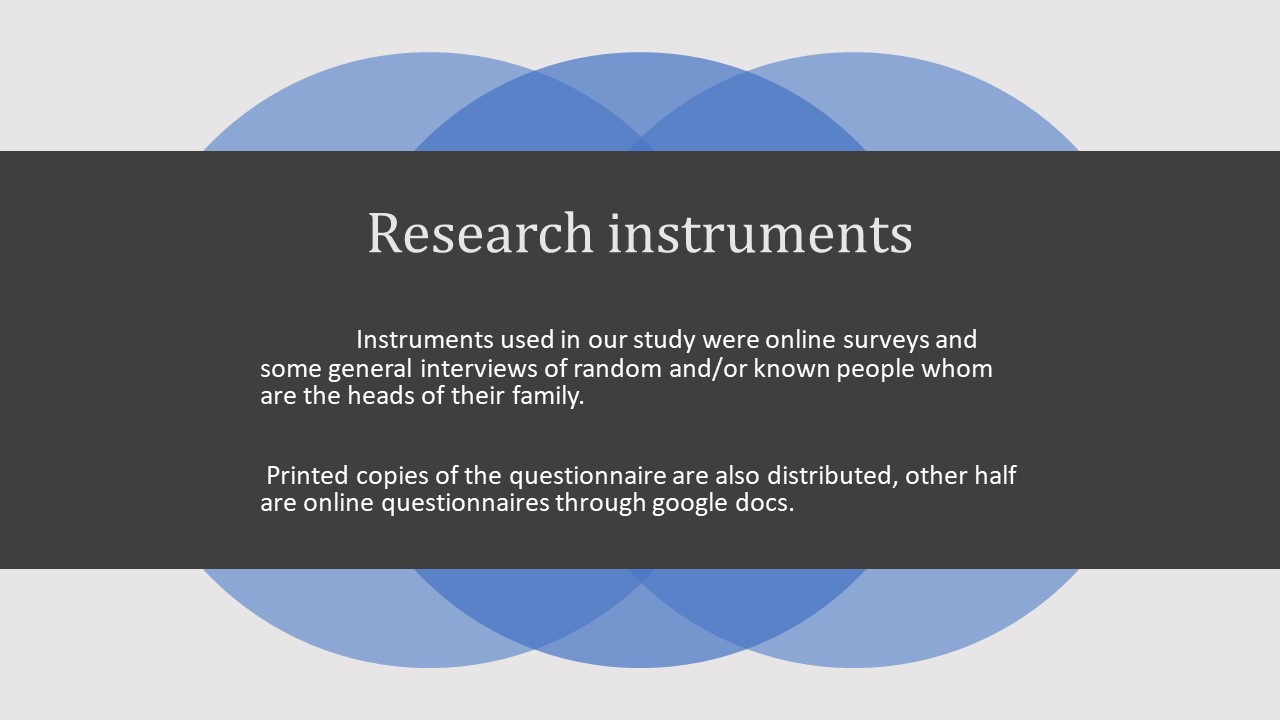 Research instruments
Instruments used in our study were online surveys and
some general interviews of random and/or known people whom
are the heads of their family.
Printed copies of the questionnaire are also distributed, other half
are online questionnaires through google docs.